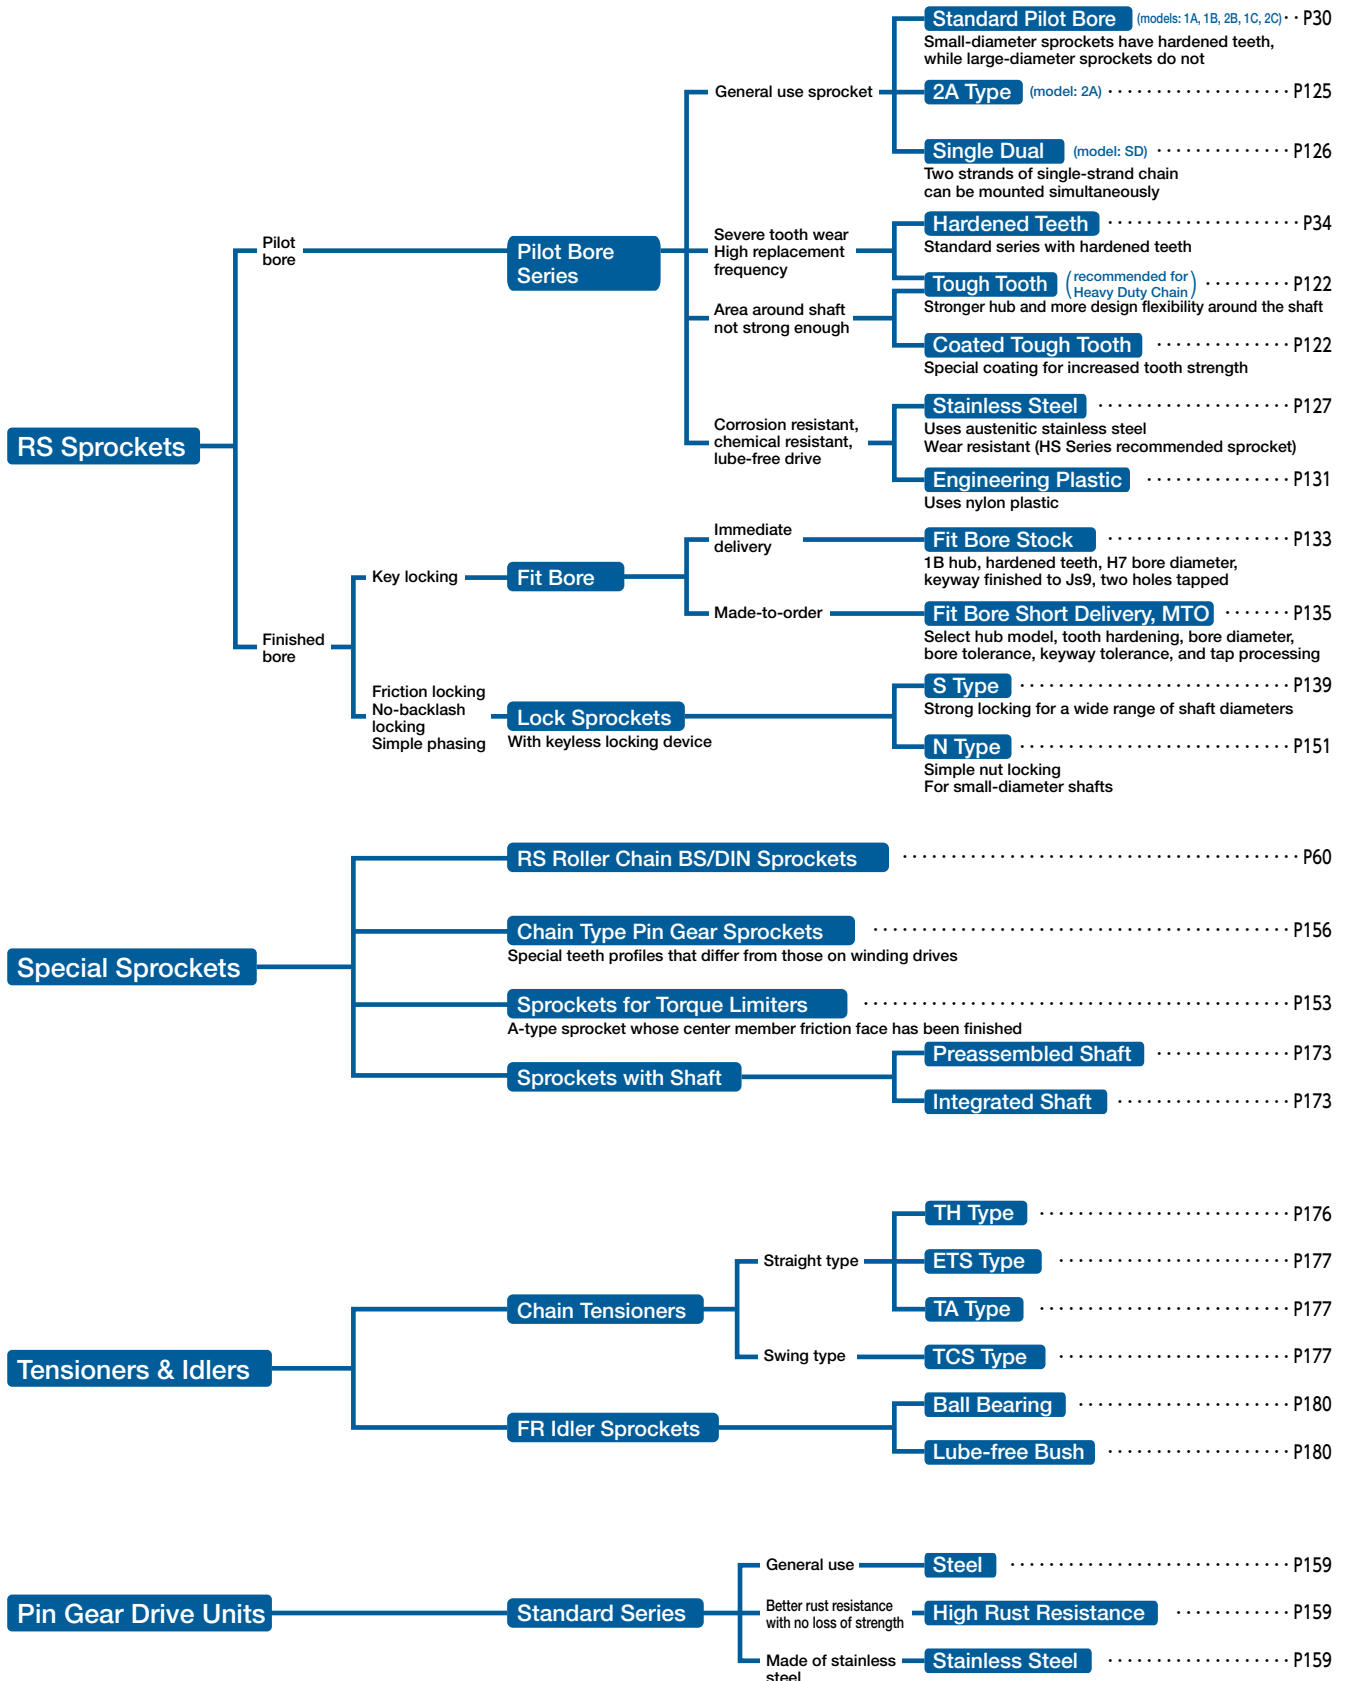 Standard Pilot Bore (models: 1A, 1B, 2B, 1C, 2C) ·· P30
Small-diameter sprockets have hardened teeth,
while large-diameter sprockets do not
General use sprocket
2A Type (model: 2A) ··················· P125
Single Dual (model: SD) ·············· P126
Two strands of single-strand chain
can be mounted simultaneously
Pilot
bore
Pilot Bore
Series
Severe tooth wear
High replacement
frequency
Hardened Teeth ··················· P34
Standard series with hardened teeth
Tough Tooth (recommended for
Heavy Duty Chain) ········· P122
Stronger hub and more design flexibility around the shaft
Area around shaft
not strong enough
Coated Tough Tooth ·············· P122
Special coating for increased tooth strength
RS Sprockets
Corrosion resistant,
chemical resistant,
lube-free drive
Stainless Steel ···················· P127
Uses austenitic stainless steel
Wear resistant (HS Series recommended sprocket)
Engineering Plastic ··············· P131
Uses nylon plastic
Immediate
delivery
Fit Bore Stock ··················· P133
1B hub, hardened teeth, H7 bore diameter,
keyway finished to Js9, two holes tapped
Key locking
Fit Bore
Made-to-order
Fit Bore Short Delivery, MTO ······· P135
Select hub model, tooth hardening, bore diameter,
bore tolerance, keyway tolerance, and tap processing
Finished
bore
Friction locking
No-backlash
locking
Simple phasing
Lock Sprockets
With keyless locking device
S Type ···························· P139
Strong locking for a wide range of shaft diameters
N Type ···························· P151
Simple nut locking
For small-diameter shafts
Special Sprockets
RS Roller Chain BS/DIN Sprockets ········································· P60
Chain Type Pin Gear Sprockets ··········································· P156
Special teeth profiles that differ from those on winding drives
Sprockets for Torque Limiters ············································ P153
A-type sprocket whose center member friction face has been finished
Sprockets with Shaft
Preassembled Shaft ·············· P173
Integrated Shaft ·················· P173
Tensioners & Idlers
Chain Tensioners
Straight type
TH Type ·························· P176
ETS Type ························ P177
TA Type ·························· P177
Swing type
TCS Type ························ P177
FR Idler Sprockets
Ball Bearing ······················ P180
Lube-free Bush ··················· P180
Pin Gear Drive Units
Standard Series
General use
Steel ····························· P159
Better rust resistance
with no loss of strength
High Rust Resistance ············ P159
Made of stainless
steel
Stainless Steel ··················· P159